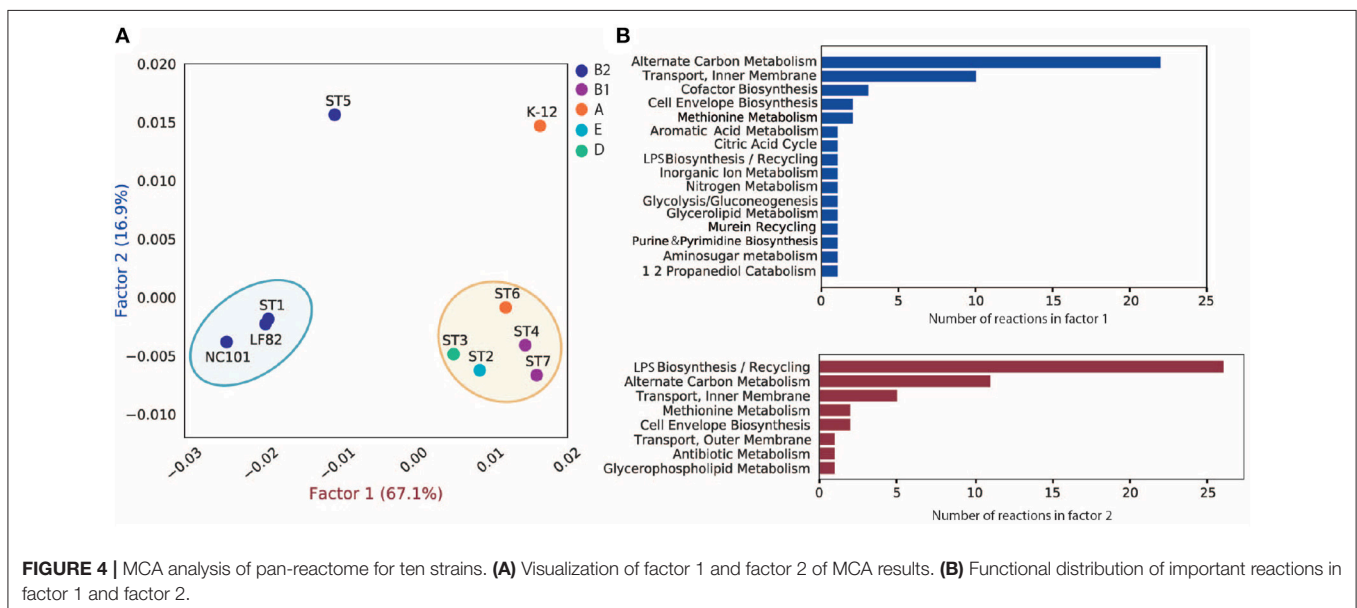 A
0.020
0.015
0.010
0.005
0.000
−0.005
−0.010
Factor 2 (16.9%)
ST5
K-12
ST1
LF82
NC101
ST6
ST4
ST3
ST2
ST7
−0.03
−0.02
−0.01
0.00
0.01
0.02
Factor 1 (67.1%)
B2
B1
A
E
D
B
Alternate Carbon Metabolism
Transport, Inner Membrane
Cofactor Biosynthesis
Cell Envelope Biosynthesis
Methionine Metabolism
Aromatic Acid Metabolism
Citric Acid Cycle
LPSBiosynthesis / Recycling
Inorganic Ion Metabolism
Nitrogen Metabolism
Glycolysis/Gluconeogenesis
Glycerolipid Metabolism
Murein Recycling
Purine&Pyrimidine Biosynthesis
Aminosugar metabolism
1 2 Propanediol Catabolism
0 5 10 15 20 25
Number of reactions in factor 1
LPS Biosynthesis / Recycling
Alternate Carbon Metabolism
Transport, Inner Membrane
Methionine Metabolism
Cell Envelope Biosynthesis
Transport, Outer Membrane
Antibiotic Metabolism
Glycerophospholipid Metabolism
0 5 10 15 20 25
Number of reactions in factor 2
FIGURE 4 | MCA analysis of pan-reactome for ten strains. (A) Visualization of factor 1 and factor 2 of MCA results. (B) Functional distribution of important reactions in
factor 1 and factor 2.